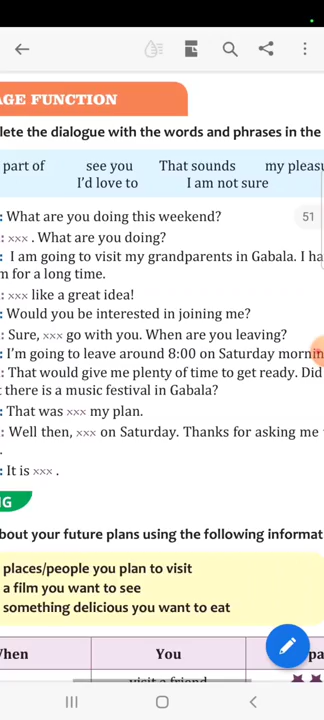 AGE FUNCTION
lete the dialogue with the words and phrases in the
part of see you That sounds my pleasu
I'd love to I am not sure
: What are you doing this weekend?
51
: xxx . What are you doing?
: I am going to visit my grandparents in Gabala. I ha
m for a long time.
: xxx like a great idea!
: Would you be interested in joining me?
: Sure, xxx go with you. When are you leaving?
: I'm going to leave around 8:00 on Saturday mornin
: That would give me plenty of time to get ready. Did
t there is a music festival in Gabala?
: That was xxx my plan.
: Well then, xxx on Saturday. Thanks for asking me
.
: It is xxx .
NG
bout your future plans using the following informat
places/people you plan to visit
a film you want to see
something delicious you want to eat
hen You pa
visit a friend